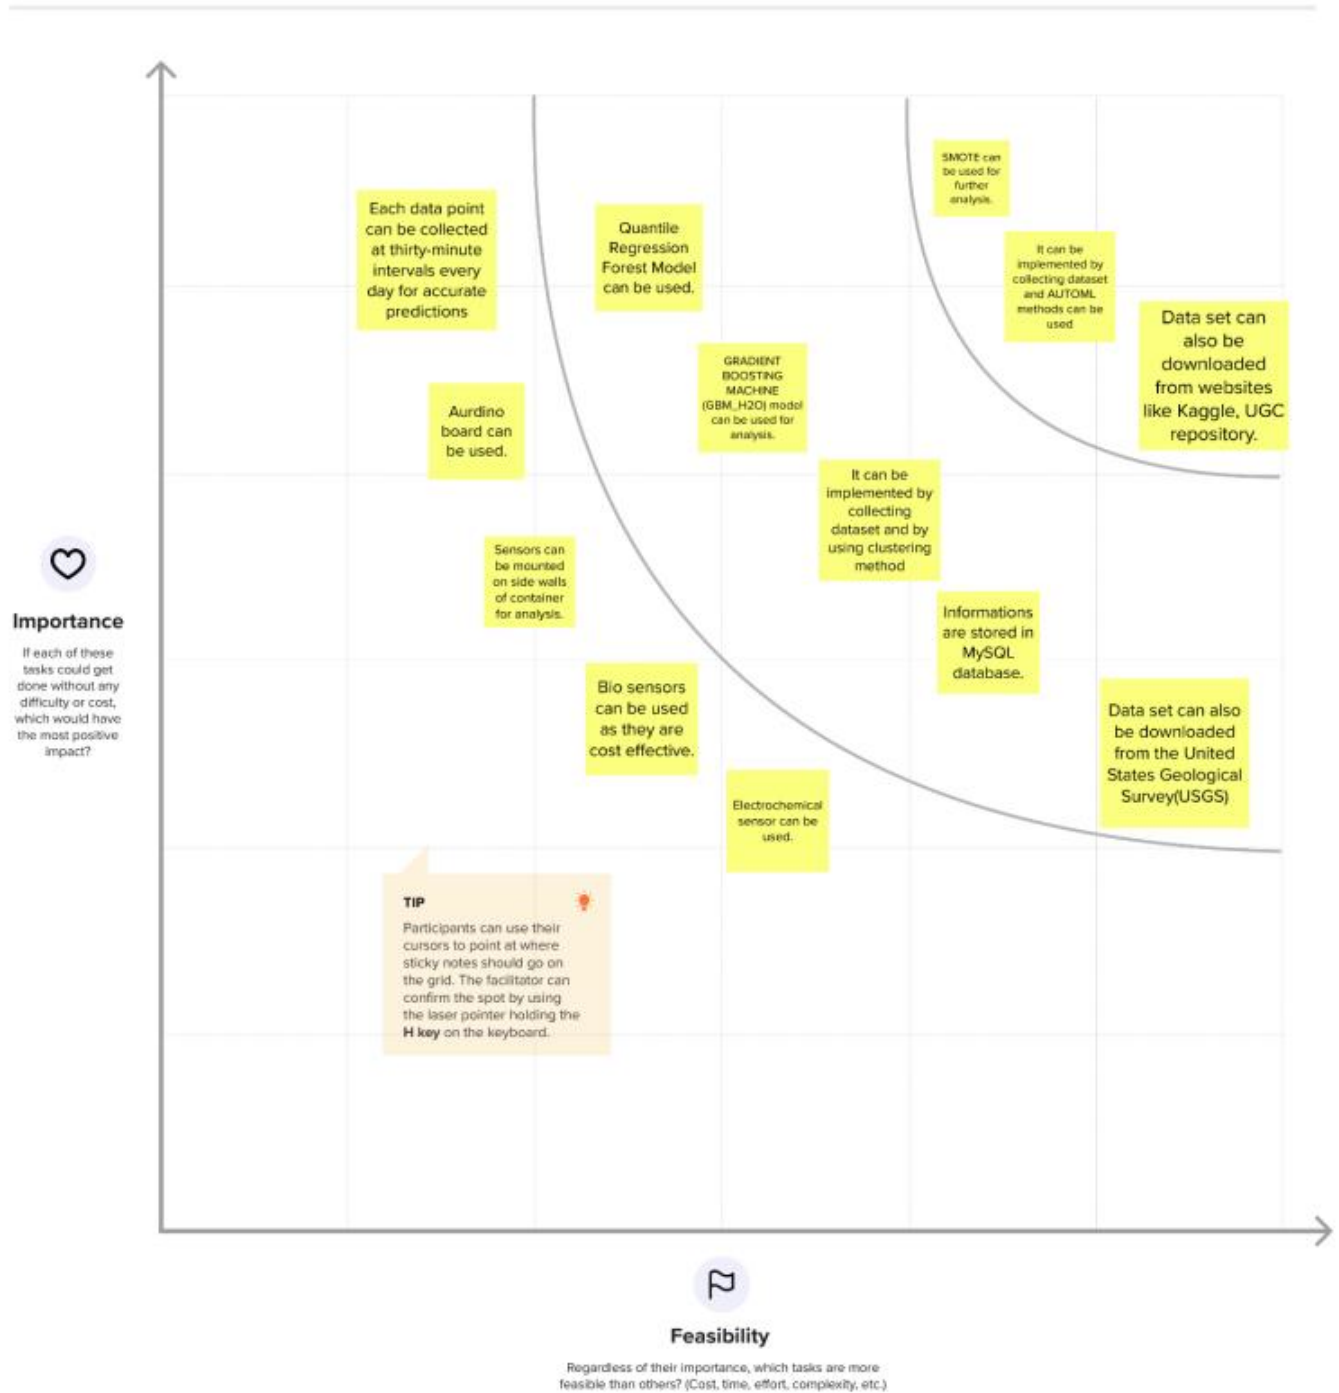 SMOTE can
be used for
further
analysis.
Each data point
can be collected
at thirty-minute
intervals every
day for accurate
predictions
Quantile
Regression
Forest Model
can be used.
It can be
implemented by
collecting dataset
and AUTOML
methods can be
used
Data set can
also be
downloaded
from websites
like Kaggle, UGC
repository.
GRADIENT
BOOSTING
MACHINE
(GBM_H2O) model
can be used for
analysis.
Aurdino
board can
be used.
It can be
implemented by
collecting
dataset and by
using clustering
method
Sensors can
be mounted
on side walls
of container
for analysis.
Informations
are stored in
MySQL
database.
Importance
If each of these
tasks could get
done without any
difficulty or cost,
which would have
the most positive
impact?
Bio sensors
can be used
as they are
cost effective.
Data set can also
be downloaded
from the United
States Geological
Survey(USGS)
Electrochemical
sensor can be
used.
TIP
Participants can use their
cursors to point at where
sticky notes should go on
the grid. The facilitator can
confirm the spot by using
the laser pointer holding the
H key on the keyboard.
Feasibility
Regardless of their importance, which tasks are more
feasible than others? (Cost, time, effort, complexity, etc.)